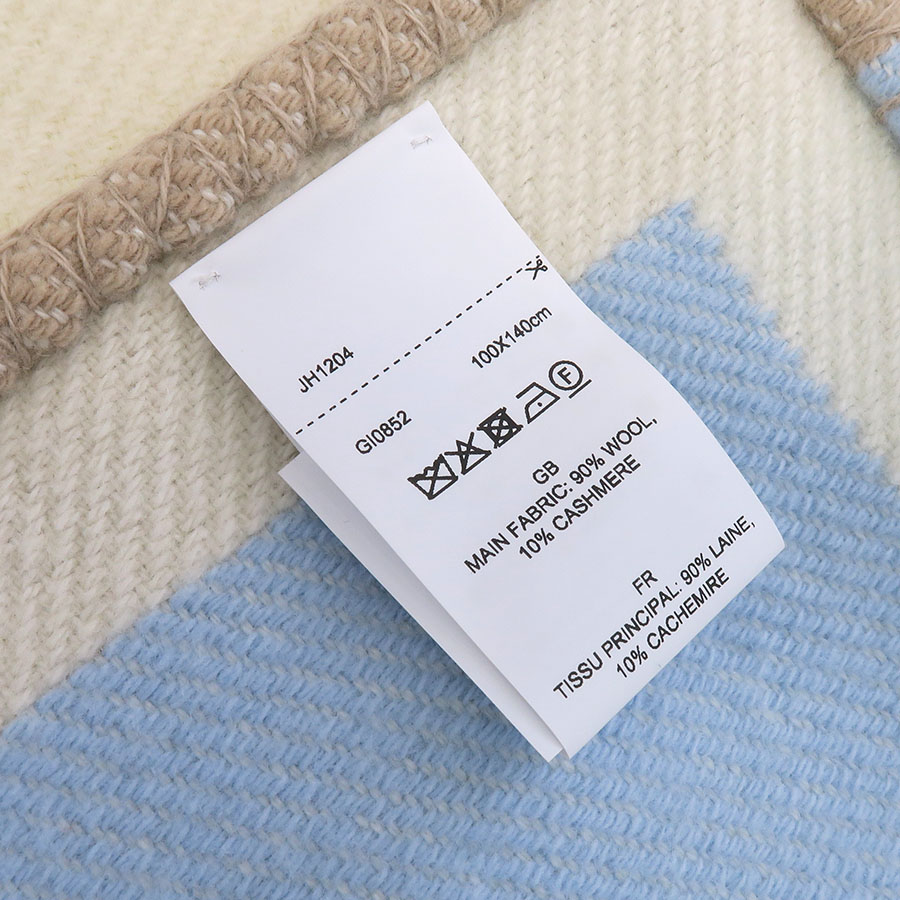 JH1204
GI0852 100X140cm
F
GB
MAIN FABRIC: 90% WOOL,
10% CASHMERE
FR
TISSU PRINCIPAL: 90% LAINE,
10% CACHEMIRE